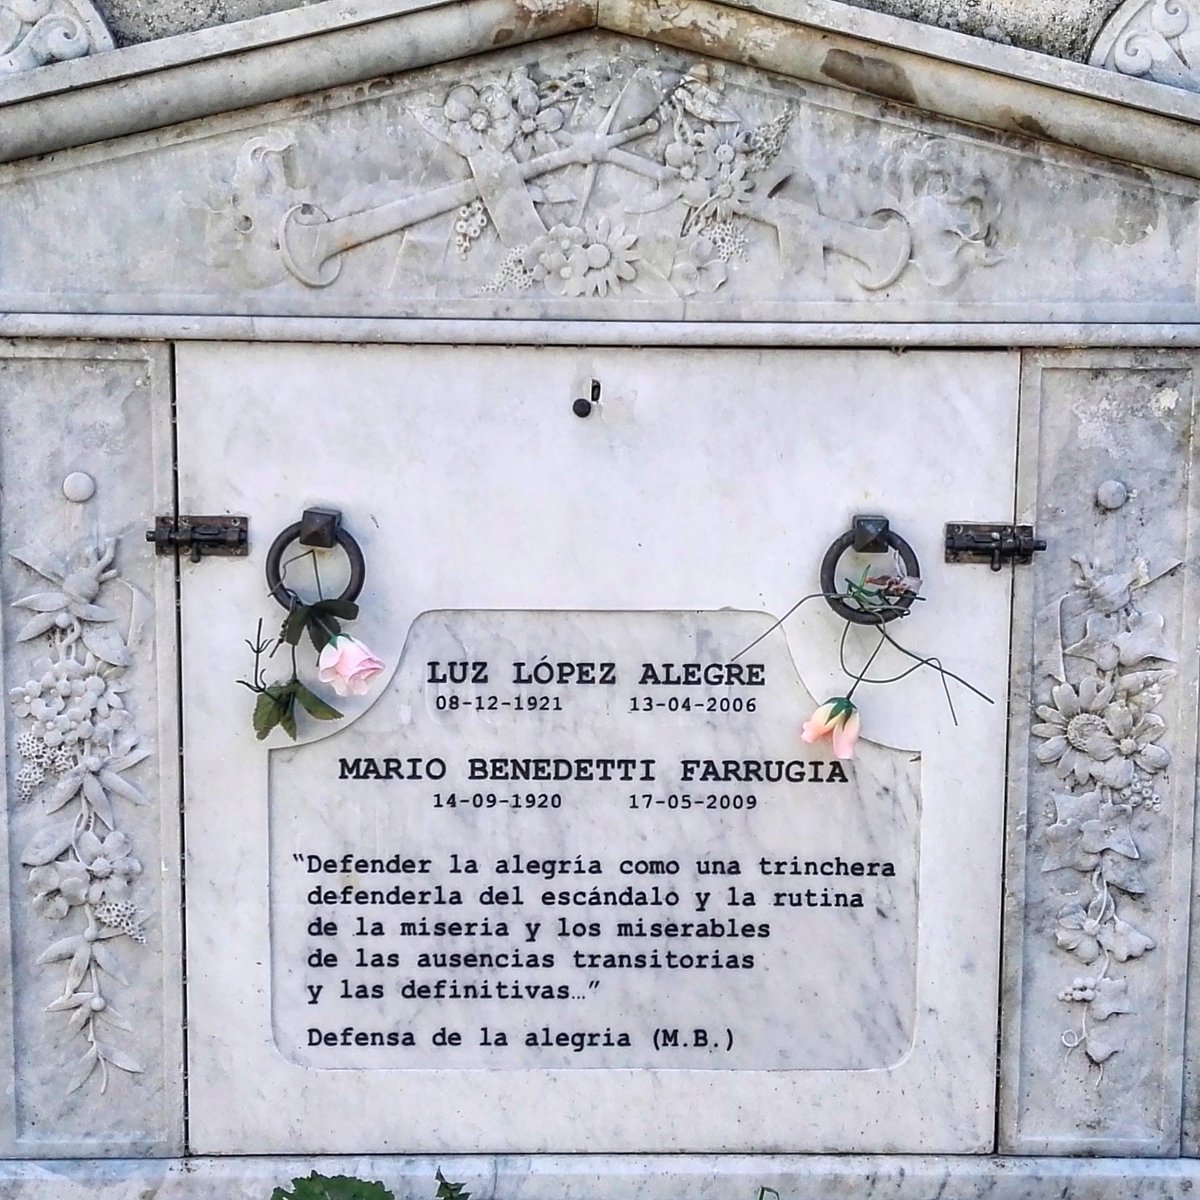 LUZ LÓPEZ ALEGRE
08-12-1921 13-04-2006
MARIO BENEDETTI FARRUGIA
14-09-1920 17-05-2009
“Defender la alegría como una trinchera
defenderla del escándalo y la rutina
de la miseria y los miserables
de las ausencias transitorias
y las definitivas…”
Defensa de la alegria (M.B.)